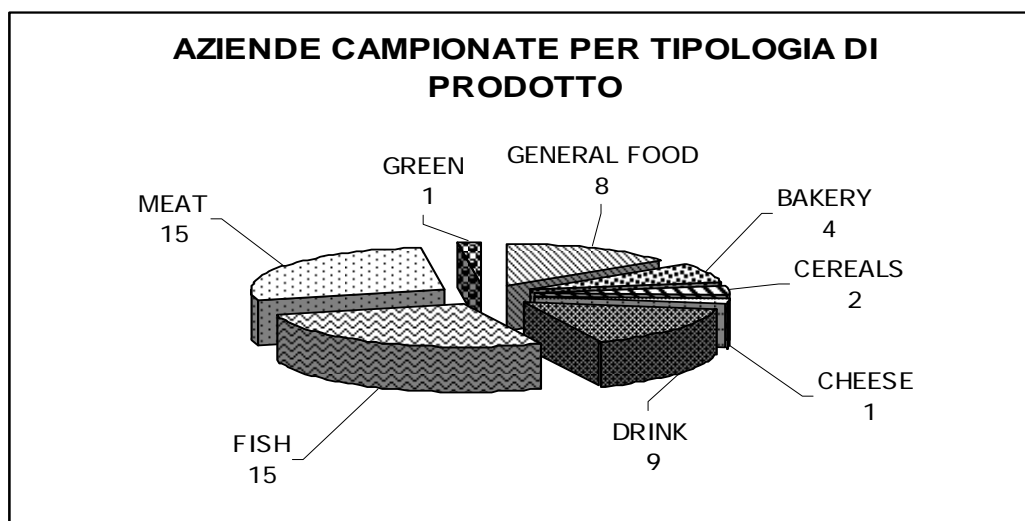 AZIENDE CAMPIONATE PER TIPOLOGIA DI
PRODOTTO
GENERAL FOOD
8
BAKERY
4
CEREALS
2
CHEESE
1
DRINK
9
FISH
15
MEAT
15
GREEN
1